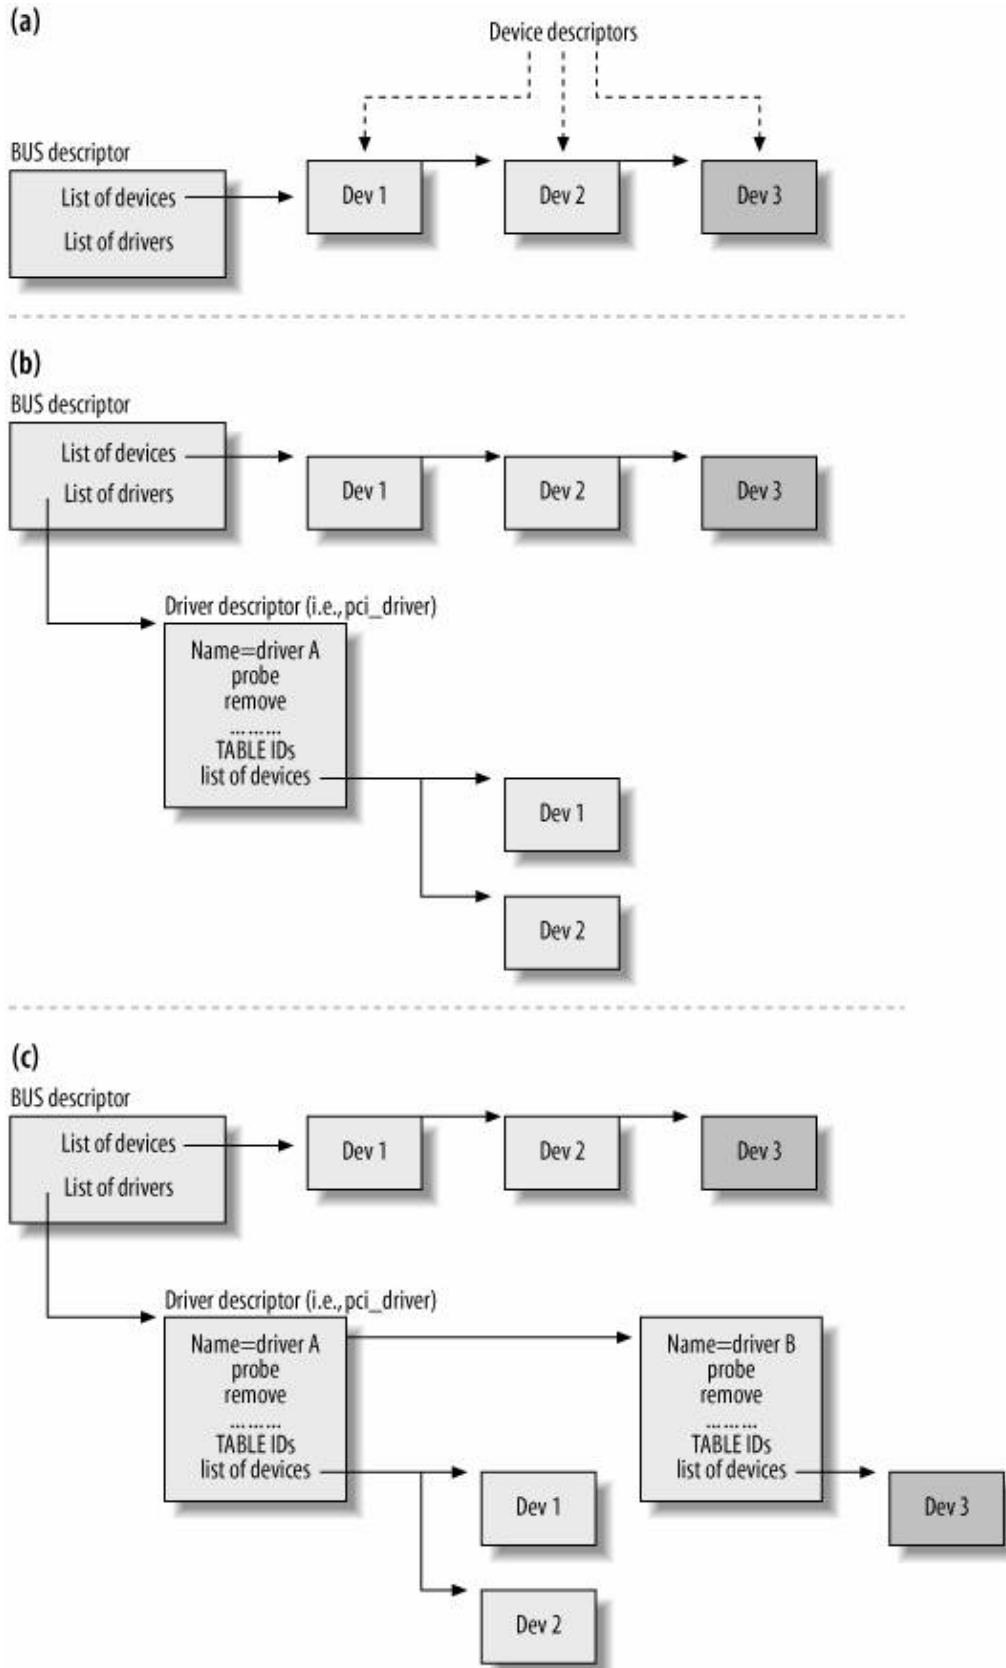 (a)
Device descriptors
BUS descriptor
List of devices
Dev 1
Dev 2
Dev 3
List of drivers
(b)
BUS descriptor
List of devices
List of drivers
Dev 1
Dev 2
Dev 3
Driver descriptor (i.e., pci_driver)
Name=driver A
probe
remove
………
TABLE IDs
list of devices
Dev 1
Dev 2
(c)
BUS descriptor
List of devices
Dev 1
Dev 2
Dev 3
List of drivers
Driver descriptor (i.e., pci_driver)
Name=driver A
probe
remove
………
TABLE IDs
list of devices
Name=driver B
probe
remove
………
TABLE IDs
list of devices
Dev 1
Dev 3
Dev 2